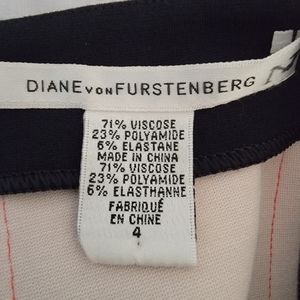 DIANE VON FURSTENBERG
71% VISCOSE
23% POLYAMIDE
6% ELASTANE
MADE IN CHINA
71% VISCOSE
23% POLYAMIDE
6% ELASTHANNE
FABRIQUÉ
EN CHINE
4